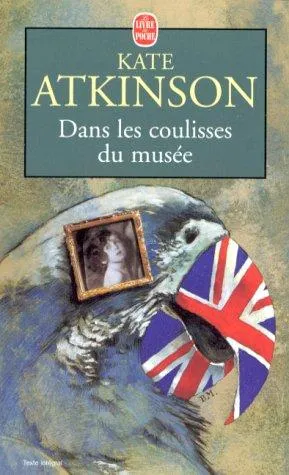 LE LIVRE
DE
POCHE
KATE
ATKINSON
Dans les coulisses
du musée
B.M.
Texte intégral